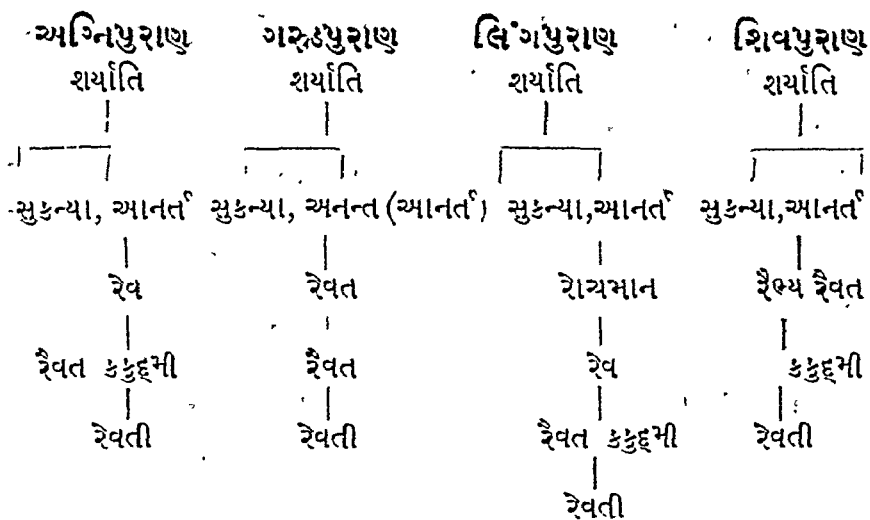 અગ્નિપુરાણ ગરુડપુરાણ લિંગપુરાણ શિવપુરાણ
શર્યાતિ શર્યાતિ શર્યાતિ શર્યાતિ
સુકન્યા, આનર્ત સુકન્યા, અનન્ત (આનર્ત) સુકન્યા,આનર્ત સુકન્યા,આનર્ત
રેવ રેવત રોચમાન રૈભ્ય રૈવત
રૈવત કકુદ્મી રૈવત રેવ કકુદ્મી
રેવતી રેવતી રૈવત કકુદ્મી રેવતી
રેવતી